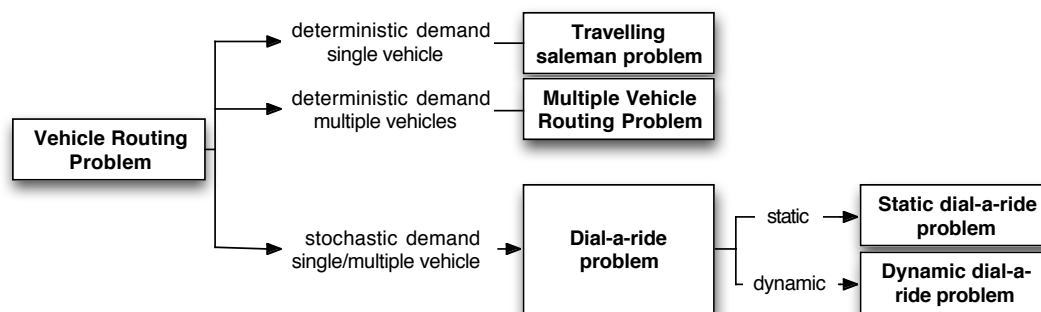 deterministic demand
single vehicle
Travelling
saleman problem
deterministic demand
multiple vehicles
Multiple Vehicle
Routing Problem
Vehicle Routing
Problem
stochastic demand
single/multiple vehicle
Dial-a-ride
problem
static
Static dial-a-ride
problem
dynamic
Dynamic dial-a-
ride problem